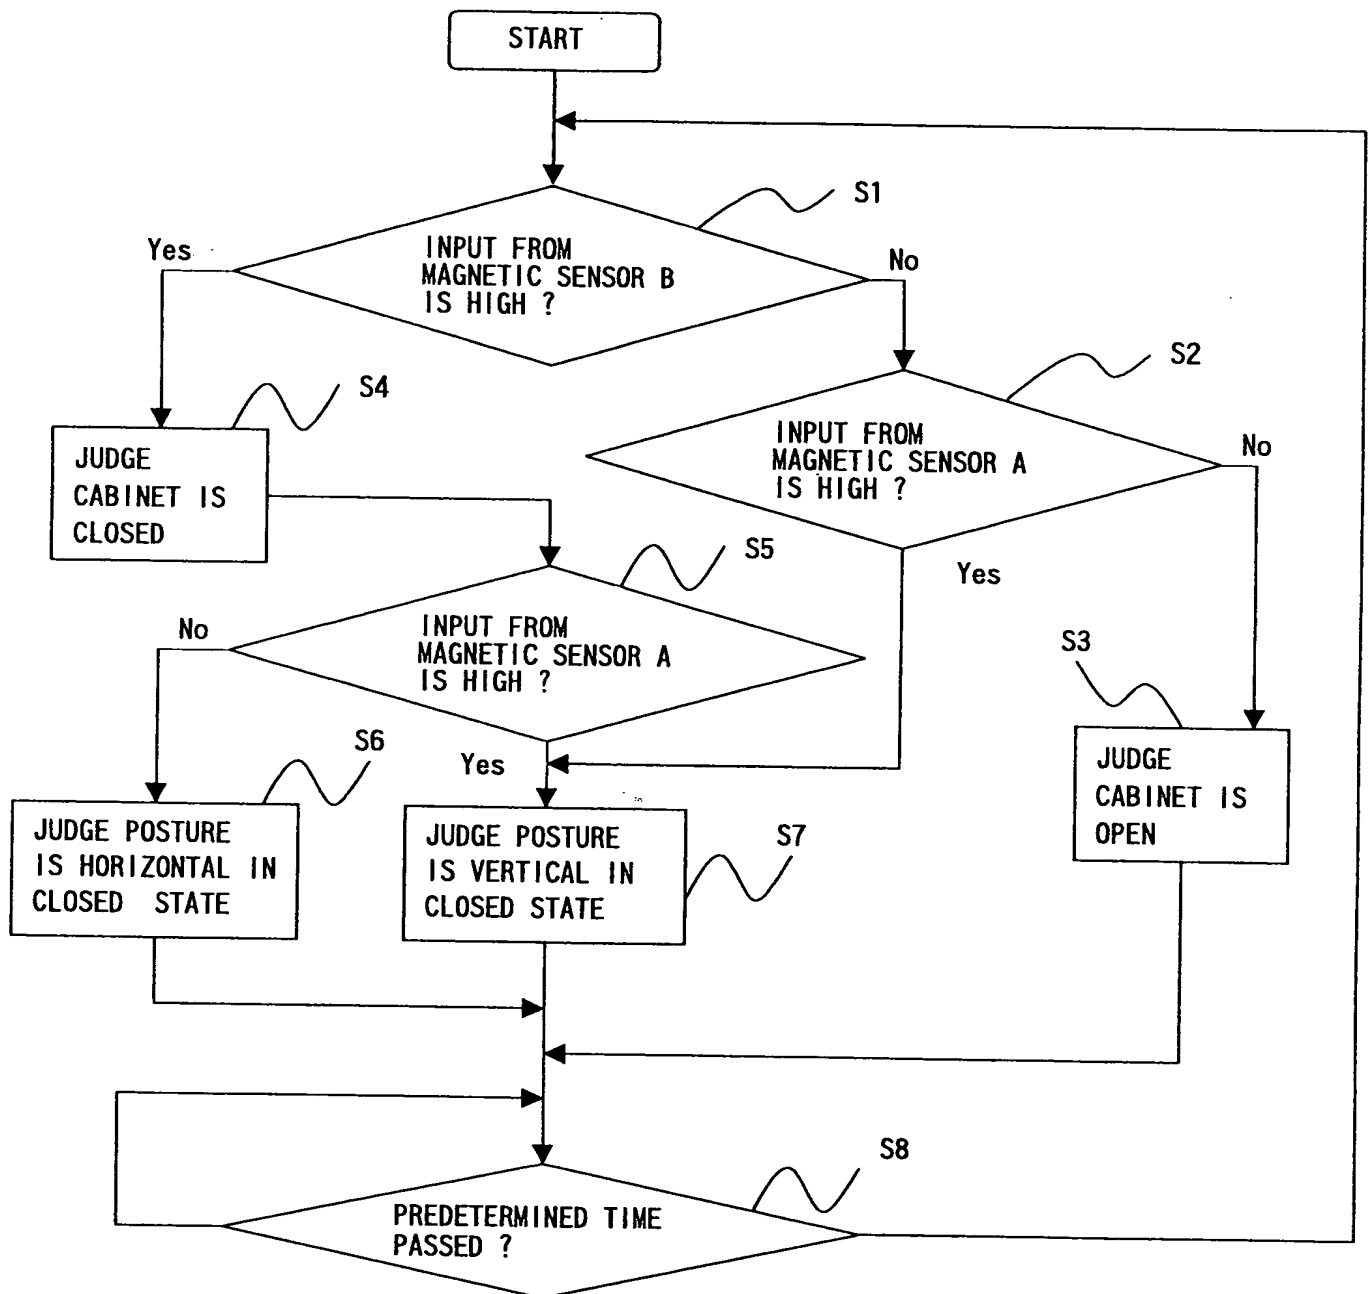 START
S1
Yes
INPUT FROM
MAGNETIC SENSOR B
IS HIGH ?
No
S2
S4
INPUT FROM
MAGNETIC SENSOR A
IS HIGH ?
No
JUDGE
CABINET IS
CLOSED
S5
Yes
No
INPUT FROM
MAGNETIC SENSOR A
IS HIGH ?
S3
S6
Yes
JUDGE
CABINET IS
OPEN
JUDGE POSTURE
IS HORIZONTAL IN
CLOSED STATE
JUDGE POSTURE
IS VERTICAL IN
CLOSED STATE
S7
S8
PREDETERMINED TIME
PASSED ?